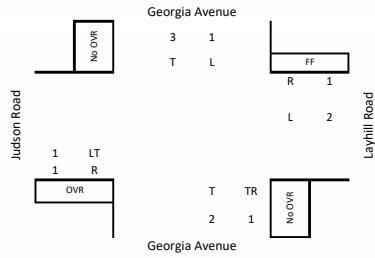 Georgia Avenue
No OVR
3 1
T L
FF
R 1
L 2
Judson Road
Layhill Road
1 LT
1 R
OVR
T TR
2 1
No OVR
Georgia Avenue